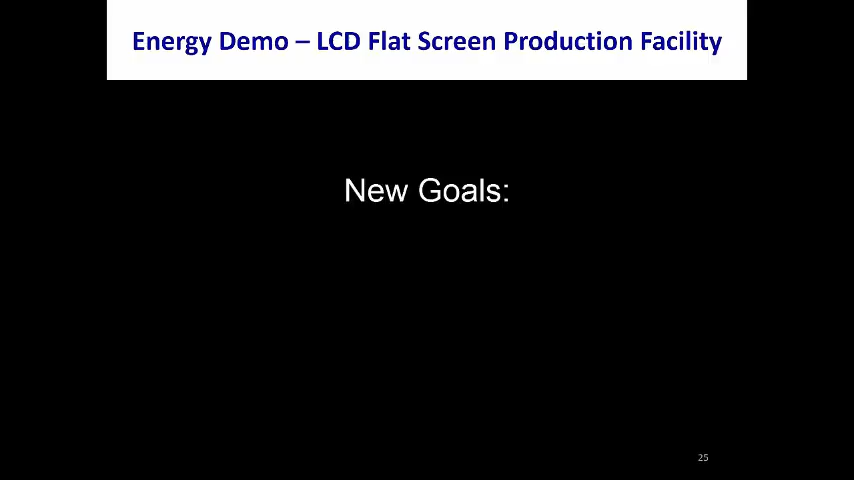 Energy Demo – LCD Flat Screen Production Facility
New Goals:
25